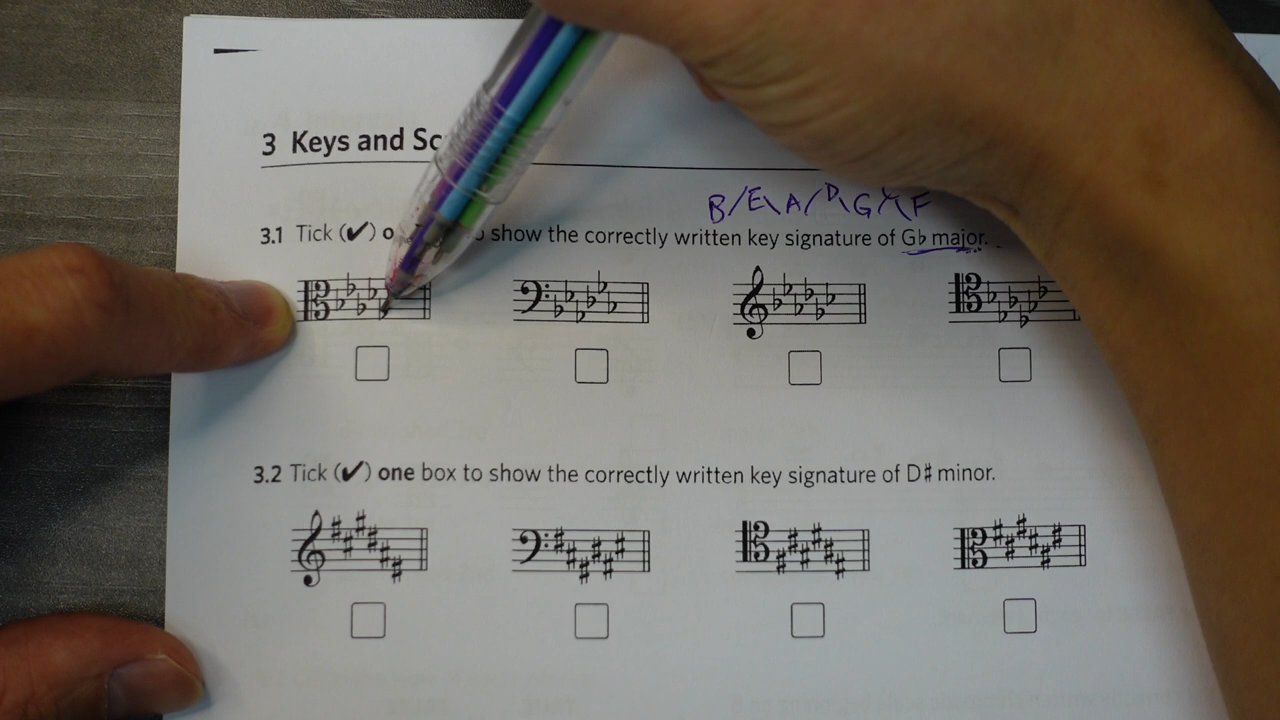 3 Keys and
B/E\A/D\G/C\F
3.1 Tick (✔) show the correctly written key signature of G♭ major.
3.2 Tick (✔) one box to show the correctly written key signature of D♯ minor.